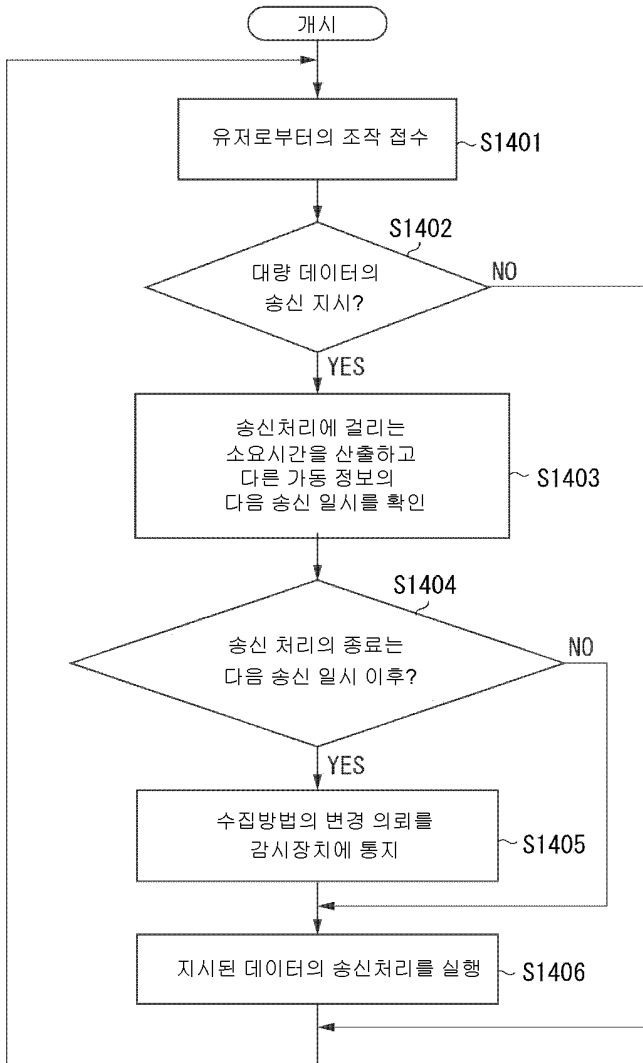 개시
유저로부터의 조작 접수
S1401
S1402
대량 데이터의
송신 지시?
NO
YES
송신처리에 걸리는
소요시간을 산출하고
다른 가동 정보의
다음 송신 일시를 확인
S1403
S1404
송신 처리의 종료는
다음 송신 일시 이후?
NO
YES
수집방법의 변경 의뢰를
감시장치에 통지
S1405
지시된 데이터의 송신처리를 실행
S1406